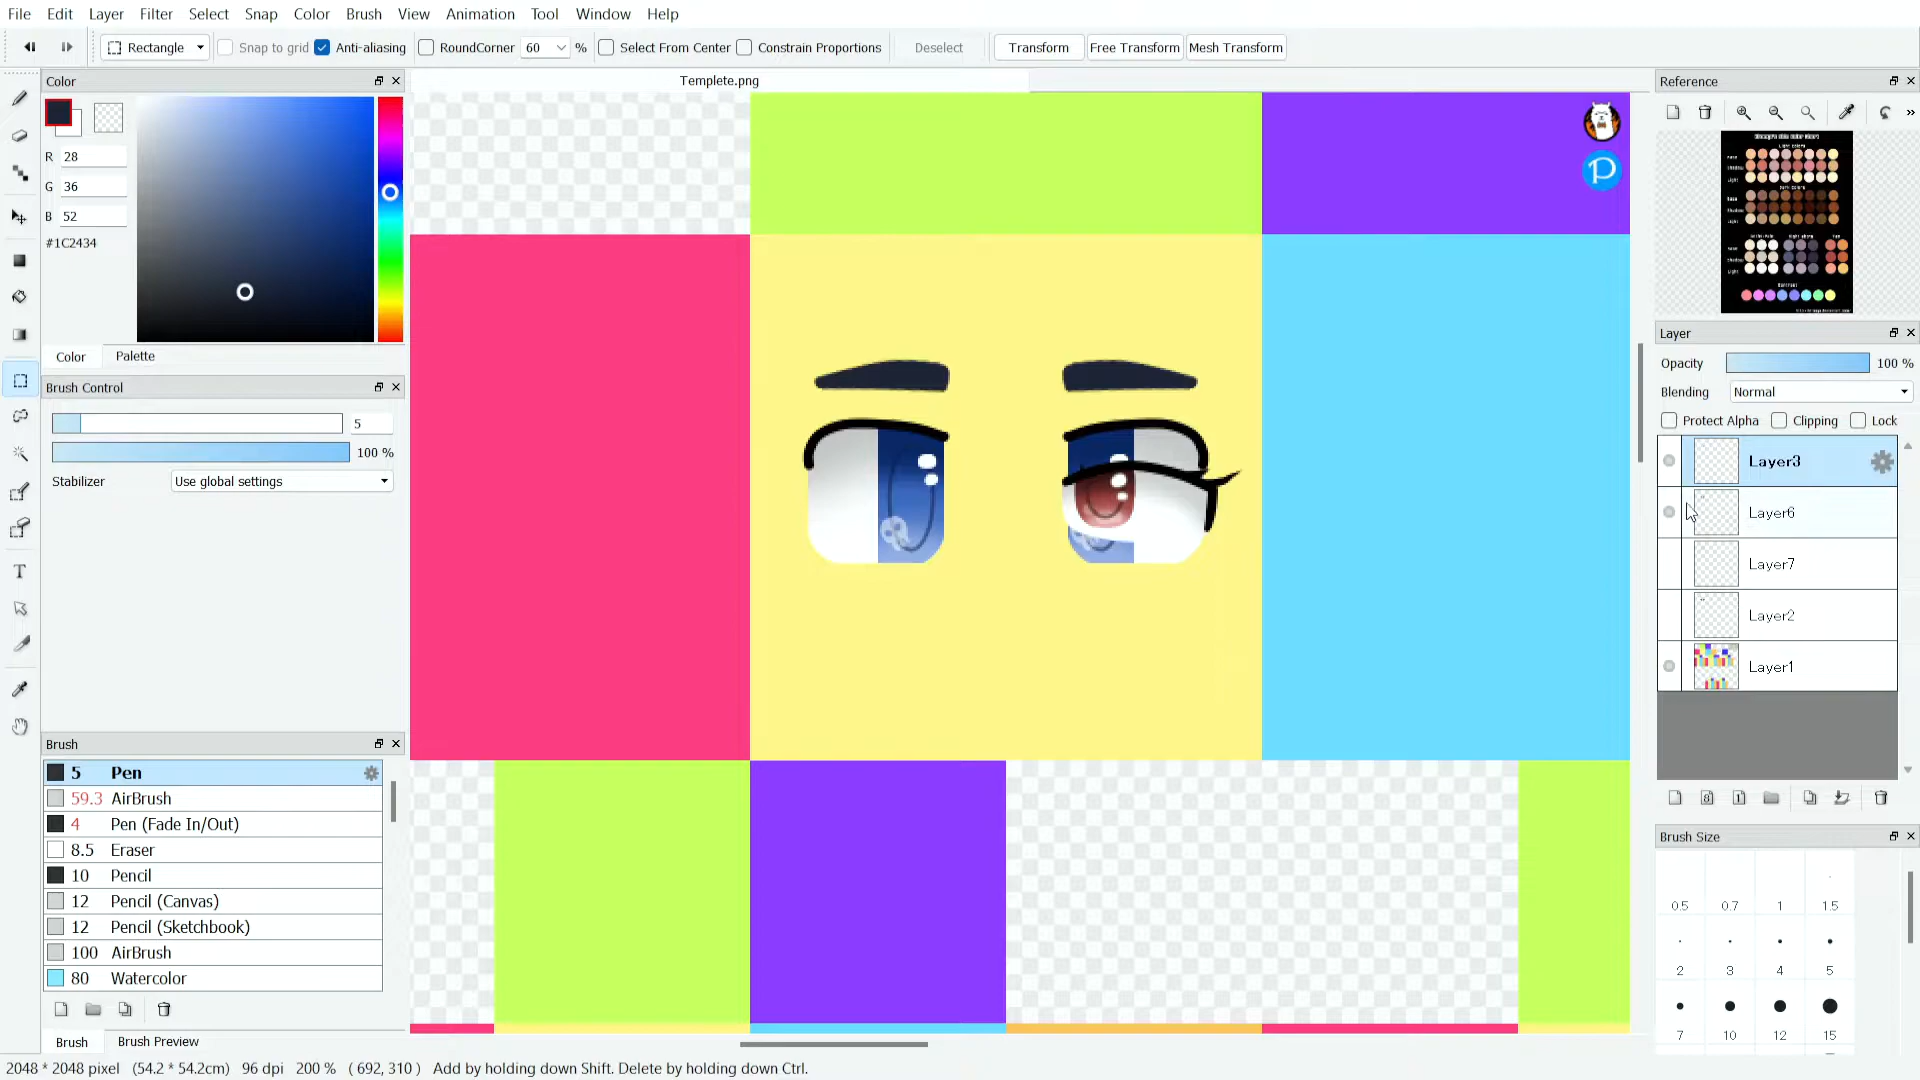 File Edit Layer Filter Select Snap Color Brush View Animation Tool Window Help
Rectangle Snap to grid Anti-aliasing RoundCorner 60 % Select From Center Constrain Proportions Deselect Transform Free Transform Mesh Transform
Color
Templete.png
Reference
R 28
G 36
B 52
#1C2434
Color Palette
Brush Control
5
100 %
Stabilizer Use global settings
Layer
Opacity 100 %
Blending Normal
Protect Alpha Clipping Lock
Layer3
Layer6
Layer7
Layer2
Layer1
Brush
5 Pen
59.3 AirBrush
4 Pen (Fade In/Out)
8.5 Eraser
10 Pencil
12 Pencil (Canvas)
12 Pencil (Sketchbook)
100 AirBrush
80 Watercolor
Brush Brush Preview
Brush Size
0.5 0.7 1 1.5
2 3 4 5
7 10 12 15
2048 * 2048 pixel (54.2 * 54.2cm) 96 dpi 200 % ( 692, 310 ) Add by holding down Shift. Delete by holding down Ctrl.